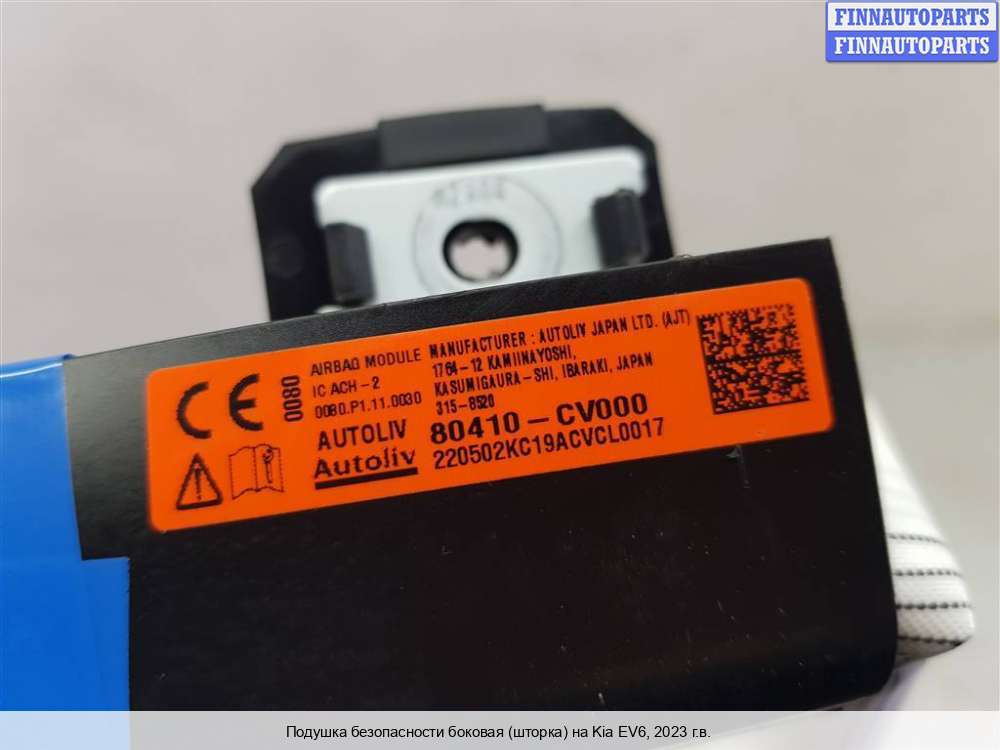 FINNAUTOPARTS
FINNAUTOPARTS
CE
0080
AIRBAG MODULE
IC ACH-2
0080.P1.11.0030
AUTOLIV
Autoliv
MANUFACTURER : AUTOLIV JAPAN LTD. (AJT)
1764-12 KAMIINAYOSHI,
KASUMIGAURA-SHI, IBARAKI, JAPAN
315-8520
80410-CV000
220502KC19ACVCL0017
Подушка безопасности боковая (шторка) на Kia EV6, 2023 г.в.